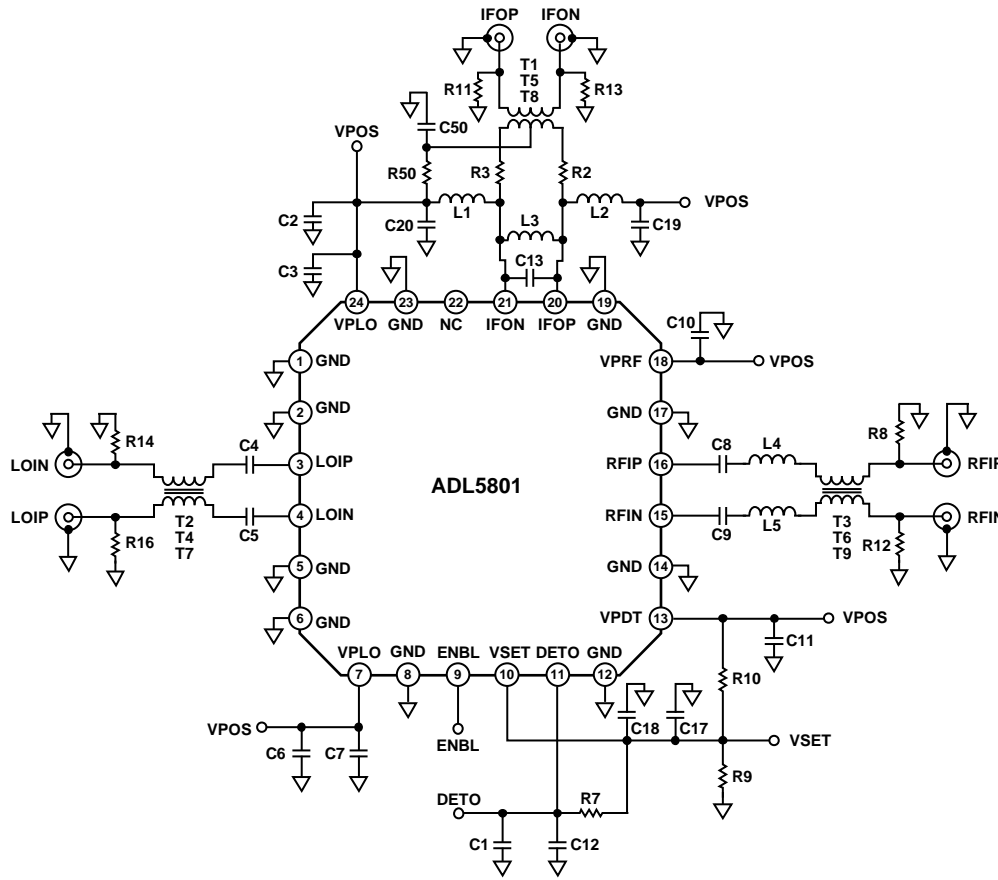 IFOP IFON
T1
T5
T8
R11 R13
C50
VPOS
R50 R3 R2
L1 L2 VPOS
C2 C20 L3 C19
C3 C13
24 23 22 21 20 19
VPLO GND NC IFON IFOP GND
C10
1 GND
VPRF 18 VPOS
2 GND
GND 17
R14 C4
C8 L4 R8
LOIN 3 LOIP
RFIP 16 RFIP
ADL5801
LOIP 4 LOIN
RFIN 15 RFIN
R16 T2
T4
T7 C5
C9 L5 T3
T6
T9 R12
5 GND
GND 14
6 GND
VPDT 13 VPOS
C11
VPLO GND ENBL VSET DETO GND
7 8 9 10 11 12
R10
VPOS C6 C7
ENBL
C18 C17
VSET
R9
DETO R7
C1 C12